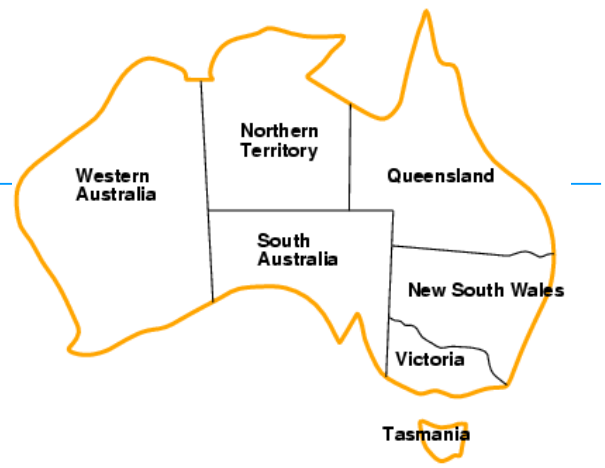 Northern
Territory
Western
Australia
Queensland
South
Australia
New South Wales
Victoria
Tasmania